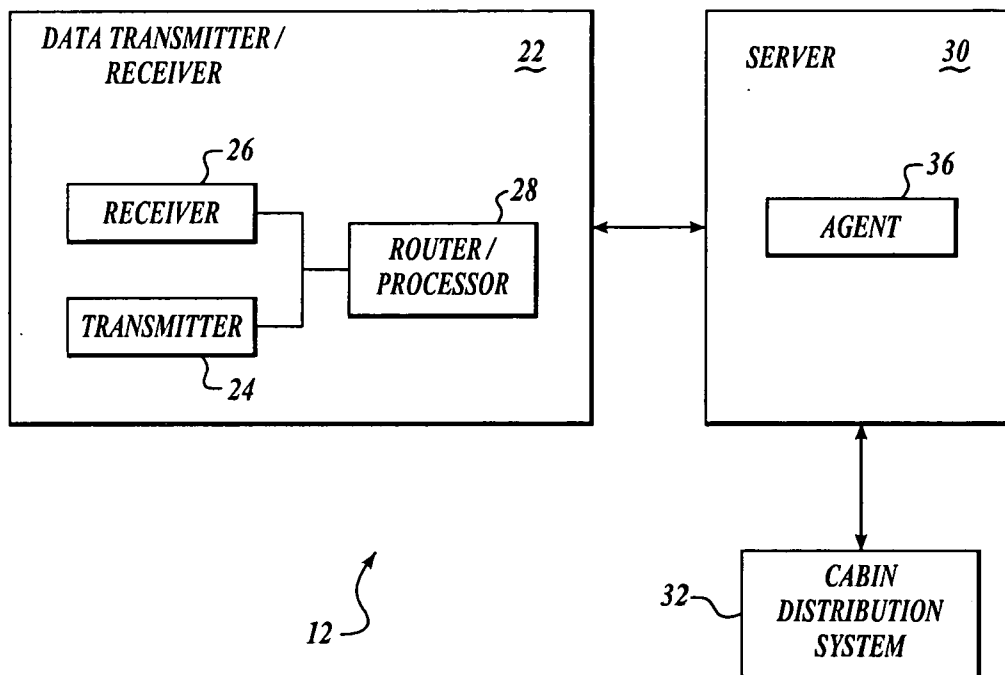 DATA TRANSMITTER /
RECEIVER
22
26
RECEIVER
28
ROUTER /
PROCESSOR
TRANSMITTER
24
SERVER
30
36
AGENT
12
32
CABIN
DISTRIBUTION
SYSTEM